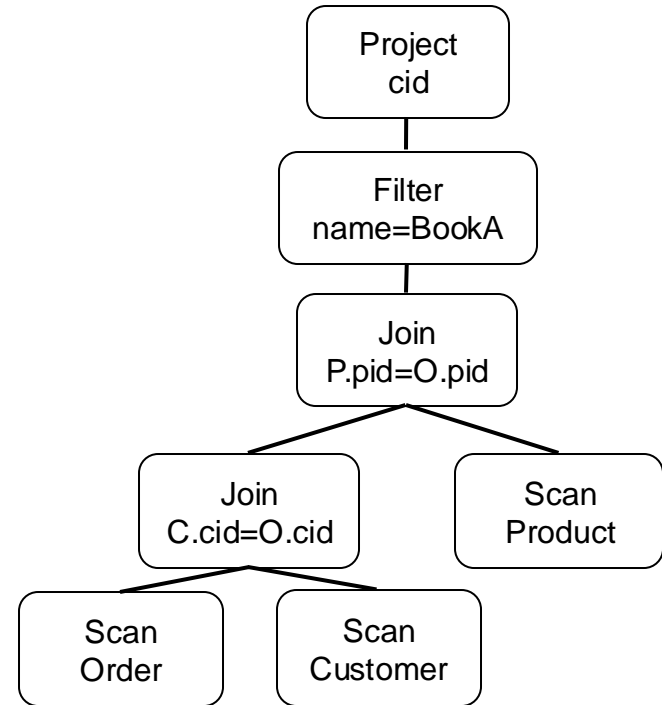 Project
cid
Filter
name=BookA
Join
P.pid=O.pid
Join
C.cid=O.cid
Scan
Product
Scan
Order
Scan
Customer